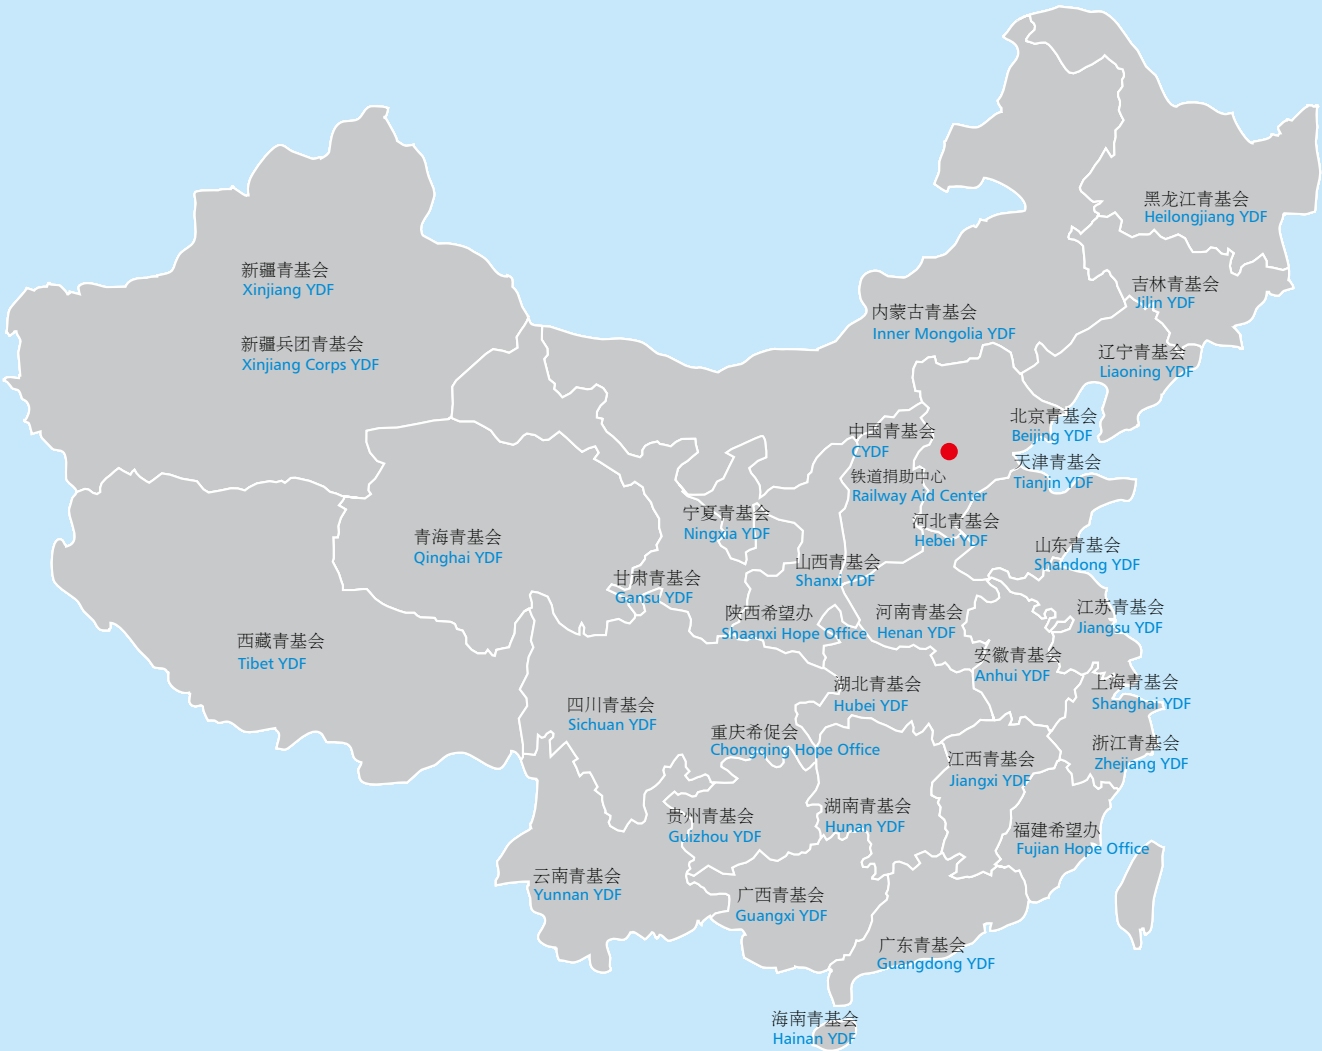 黑龙江青基会
Heilongjiang YDF
新疆青基会
Xinjiang YDF
吉林青基会
Jilin YDF
内蒙古青基会
Inner Mongolia YDF
新疆兵团青基会
Xinjiang Corps YDF
辽宁青基会
Liaoning YDF
北京青基会
Beijing YDF
中国青基会
CYDF
天津青基会
Tianjin YDF
铁道捐助中心
Railway Aid Center
宁夏青基会
Ningxia YDF
河北青基会
Hebei YDF
青海青基会
Qinghai YDF
山东青基会
Shandong YDF
山西青基会
Shanxi YDF
甘肃青基会
Gansu YDF
陕西希望办
Shaanxi Hope Office
河南青基会
Henan YDF
江苏青基会
Jiangsu YDF
西藏青基会
Tibet YDF
安徽青基会
Anhui YDF
湖北青基会
Hubei YDF
上海青基会
Shanghai YDF
四川青基会
Sichuan YDF
重庆希促会
Chongqing Hope Office
浙江青基会
Zhejiang YDF
江西青基会
Jiangxi YDF
湖南青基会
Hunan YDF
贵州青基会
Guizhou YDF
福建希望办
Fujian Hope Office
云南青基会
Yunnan YDF
广西青基会
Guangxi YDF
广东青基会
Guangdong YDF
海南青基会
Hainan YDF